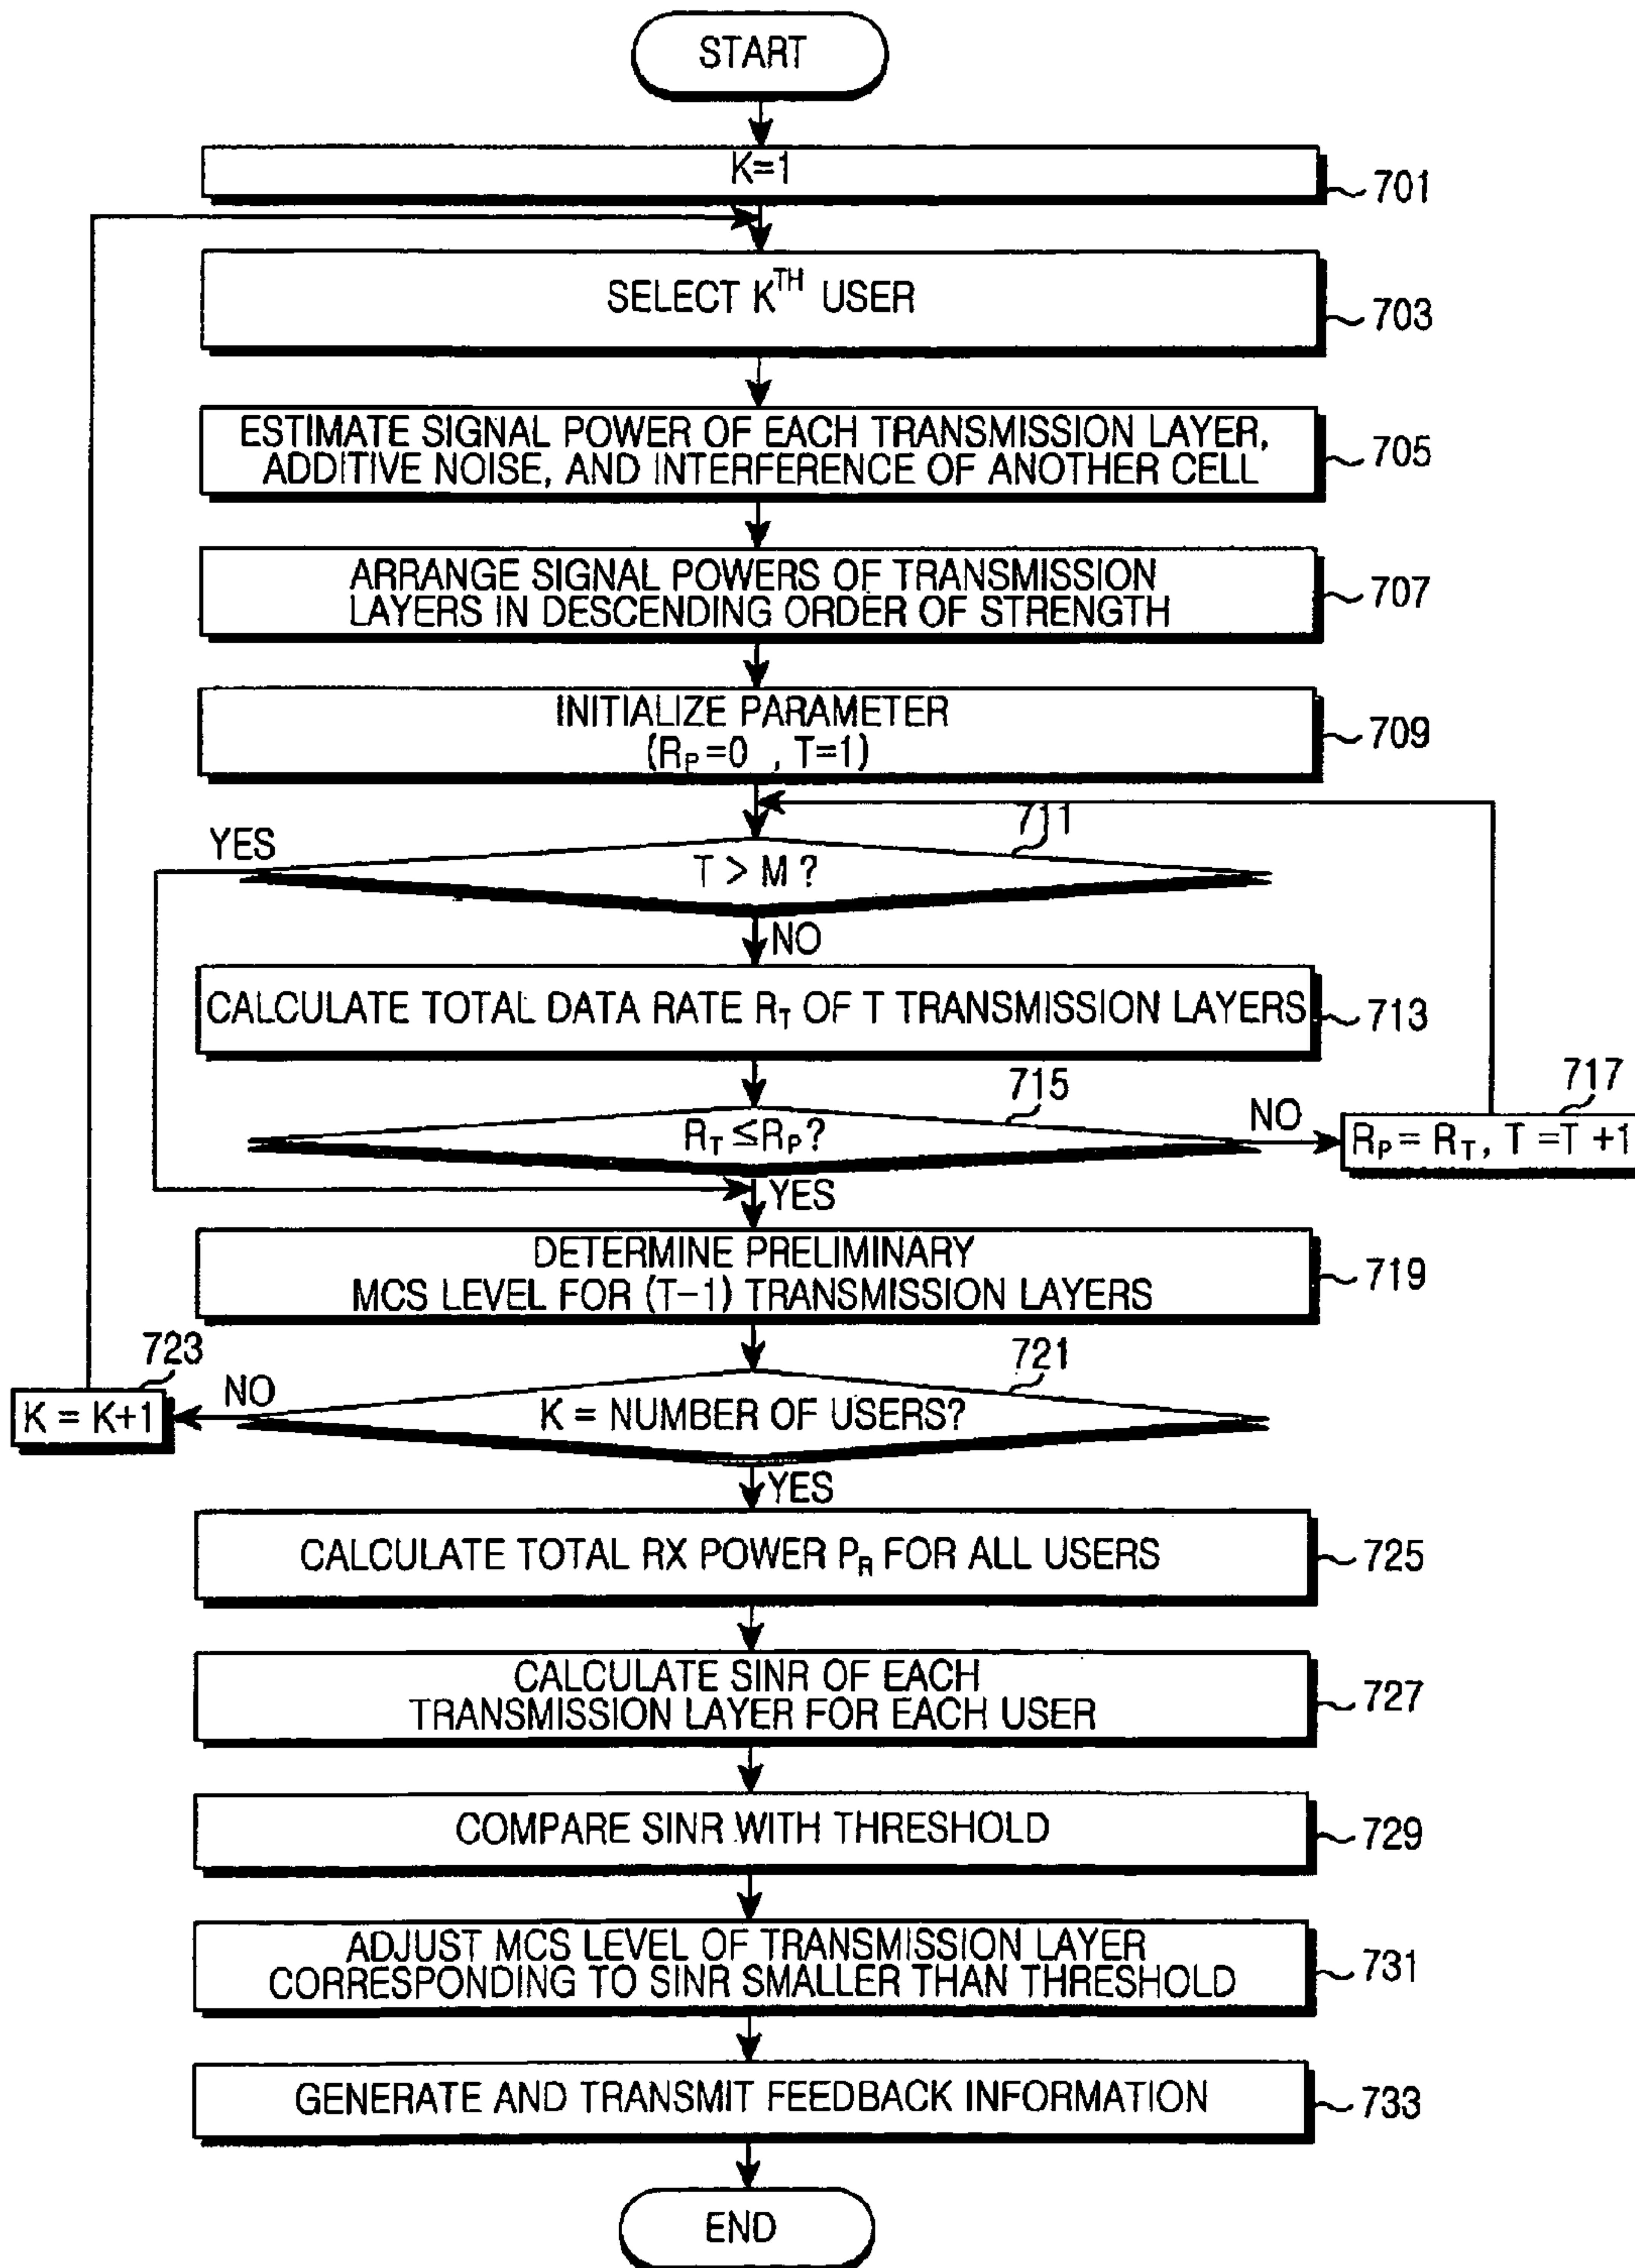 START
K=1
701
SELECT K^TH USER
703
ESTIMATE SIGNAL POWER OF EACH TRANSMISSION LAYER,
ADDITIVE NOISE, AND INTERFERENCE OF ANOTHER CELL
705
ARRANGE SIGNAL POWERS OF TRANSMISSION
LAYERS IN DESCENDING ORDER OF STRENGTH
707
INITIALIZE PARAMETER
(R_P=0 , T=1)
709
711
YES
T > M ?
NO
CALCULATE TOTAL DATA RATE R_T OF T TRANSMISSION LAYERS
713
715
717
R_T ≤R_P?
NO
R_P = R_T, T =T +1
YES
DETERMINE PRELIMINARY
MCS LEVEL FOR (T-1) TRANSMISSION LAYERS
719
723
721
K = K+1
NO
K = NUMBER OF USERS?
YES
CALCULATE TOTAL RX POWER P_R FOR ALL USERS
725
CALCULATE SINR OF EACH
TRANSMISSION LAYER FOR EACH USER
727
COMPARE SINR WITH THRESHOLD
729
ADJUST MCS LEVEL OF TRANSMISSION LAYER
CORRESPONDING TO SINR SMALLER THAN THRESHOLD
731
GENERATE AND TRANSMIT FEEDBACK INFORMATION
733
END